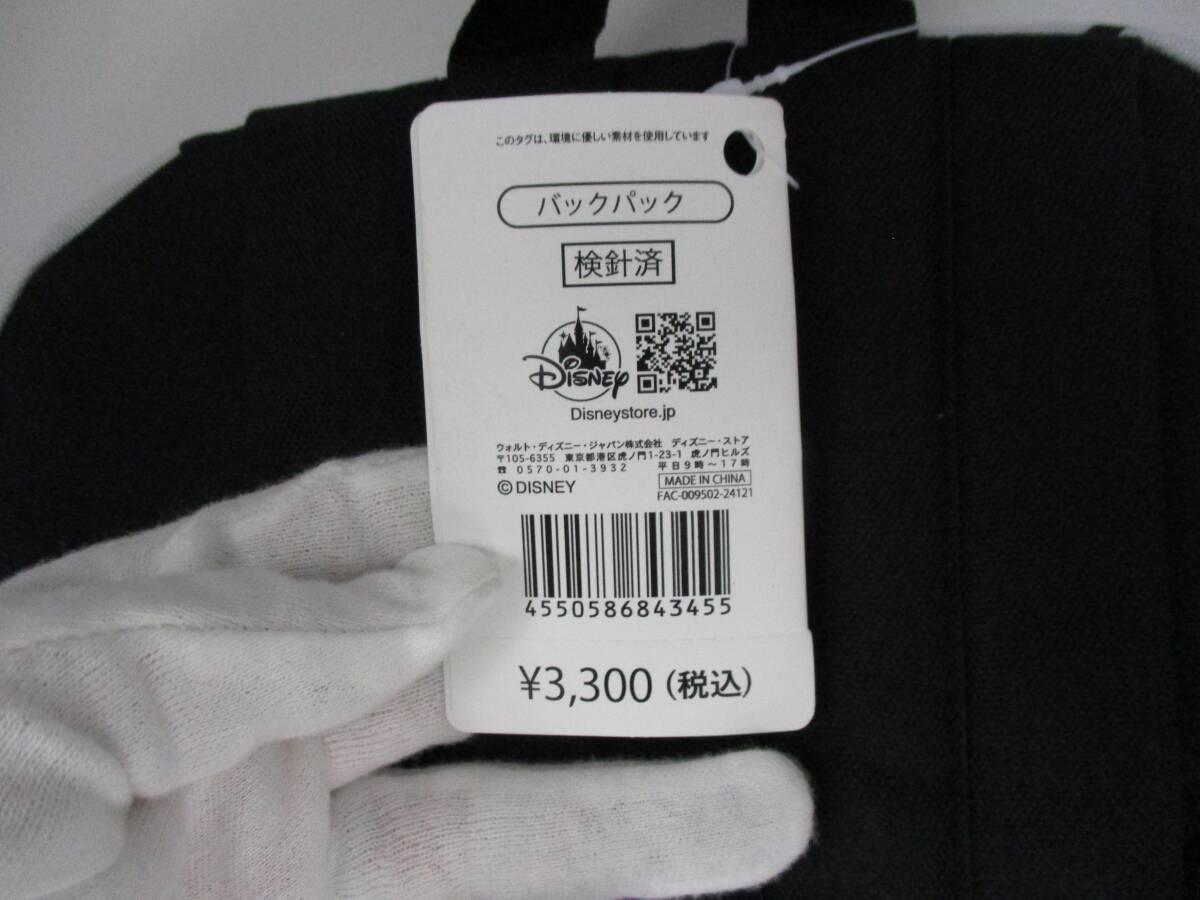 このタグは、環境に優しい素材を使用しています
バックパック
検針済
DISNEY
Disneystore.jp
ウォルト・ディズニー・ジャパン株式会社 ディズニー・ストア
〒105-6355 東京都港区虎ノ門1-23-1 虎ノ門ヒルズ
☎ 0570-01-3932 平日9時～17時
©DISNEY MADE IN CHINA
FAC-009502-24121
4550586843455
¥3,300（税込）